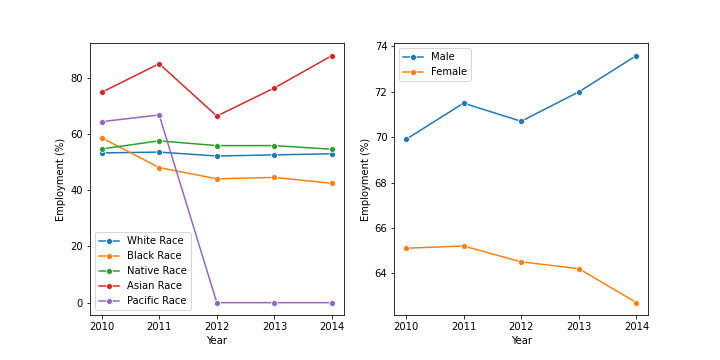 Employment (%)
80
60
40
20
0
White Race
Black Race
Native Race
Asian Race
Pacific Race
2010 2011 2012 2013 2014
Year
Employment (%)
74
72
70
68
66
64
Male
Female
2010 2011 2012 2013 2014
Year